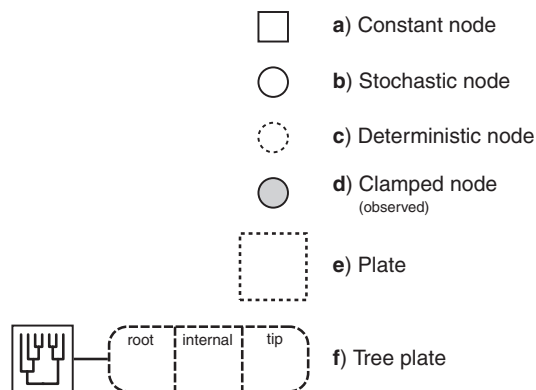 a) Constant node
b) Stochastic node
c) Deterministic node
d) Clamped node
(observed)
e) Plate
root internal tip
f) Tree plate